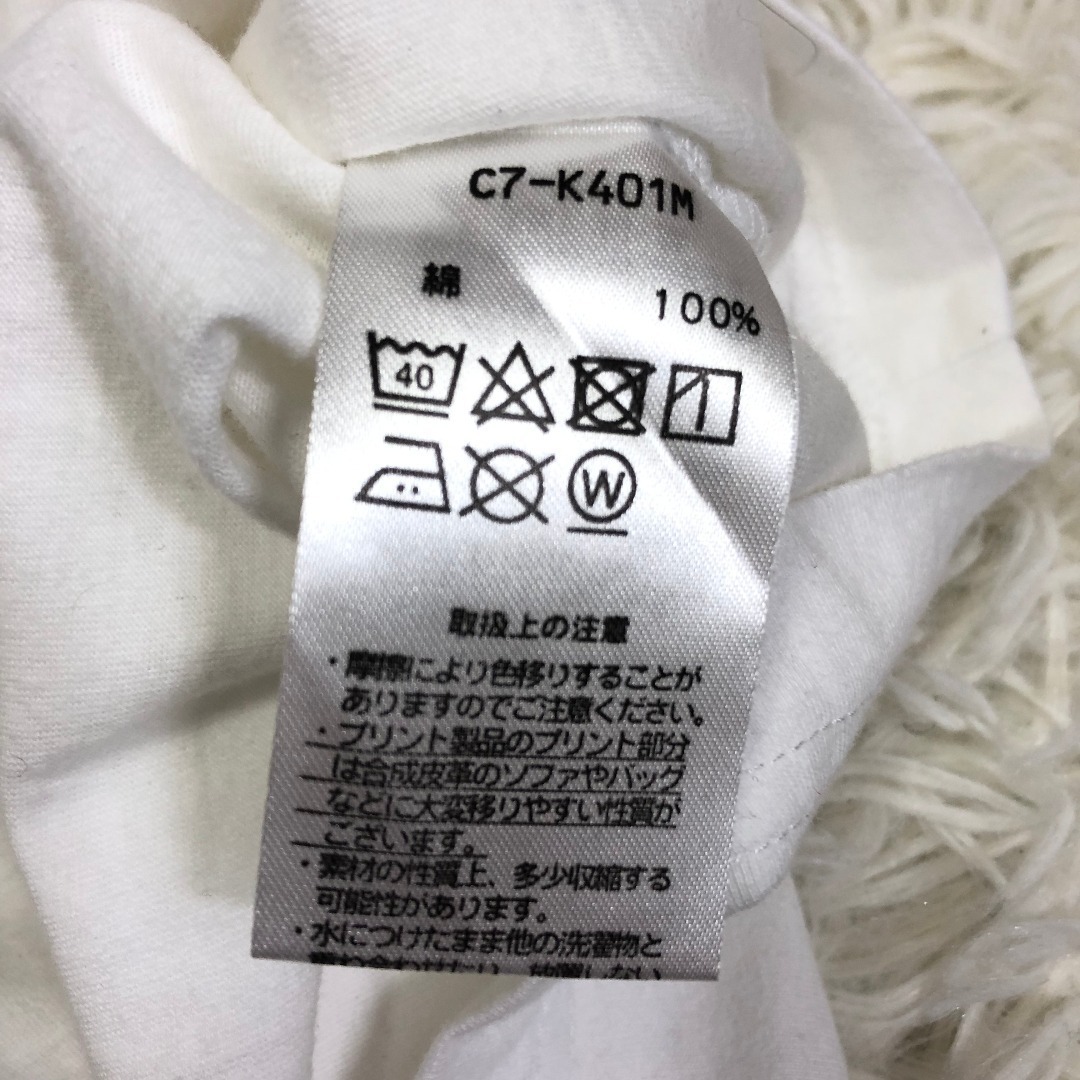 C7-K401M
綿 100%
40
W
取扱上の注意
・摩擦により色移りすることが
ありますのでご注意ください。
・プリント製品のプリント部分
は合成皮革のソファやバッグ
などに大変移りやすい性質が
ございます。
・素材の性質上、多少収縮する
可能性があります。
・水につけたまま他の洗濯物と